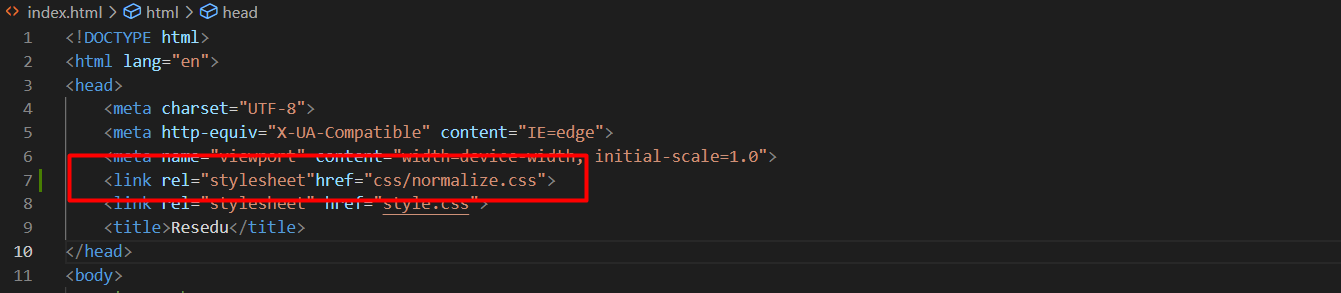 index.html > html > head
1 <!DOCTYPE html>
2 <html lang="en">
3 <head>
4 <meta charset="UTF-8">
5 <meta http-equiv="X-UA-Compatible" content="IE=edge">
6 <meta name="viewport" content="width=device-width, initial-scale=1.0">
7 <link rel="stylesheet"href="css/normalize.css">
8 <link rel="stylesheet" href="style.css">
9 <title>Resedu</title>
10 </head>
11 <body>